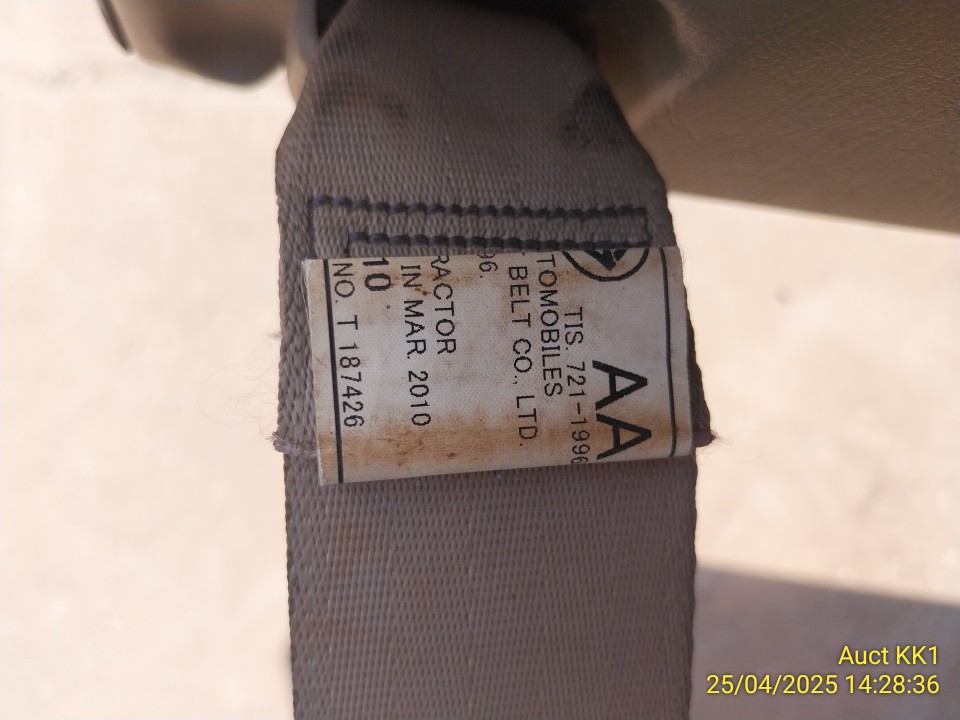 AA
TIS. 721-1996
TOMOBILES
BELT CO., LTD.
96.
RACTOR
IN MAR. 2010
10
NO. T 187426
Auct KK1
25/04/2025 14:28:36